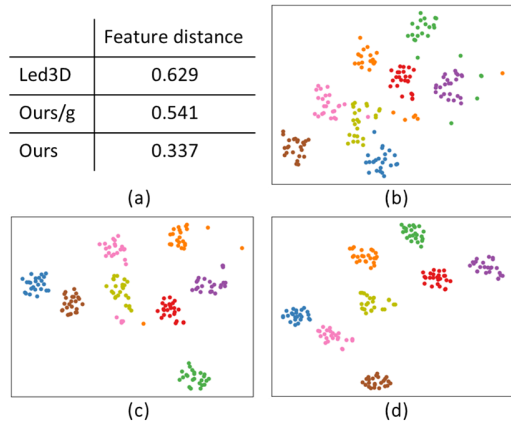 Feature distance
Led3D 0.629
Ours/g 0.541
Ours 0.337
(a)
(b)
(c)
(d)